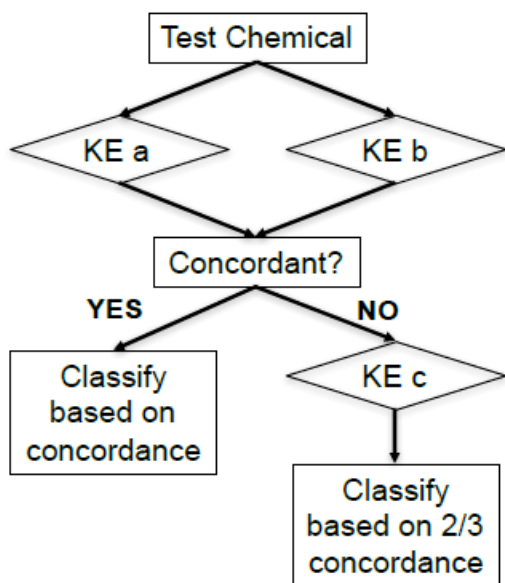 Test Chemical
KE a
KE b
Concordant?
YES
NO
Classify
based on
concordance
KE c
Classify
based on 2/3
concordance